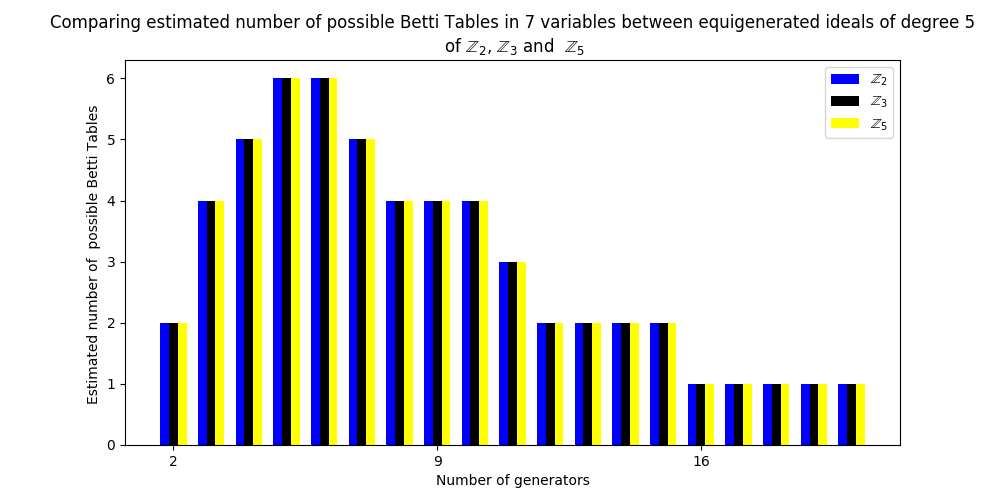 Comparing estimated number of possible Betti Tables in 7 variables between equigenerated ideals of degree 5
of ℤ₂, ℤ₃ and ℤ₅
ℤ₂
ℤ₃
ℤ₅
Estimated number of possible Betti Tables
6
5
4
3
2
1
0
2 9 16
Number of generators